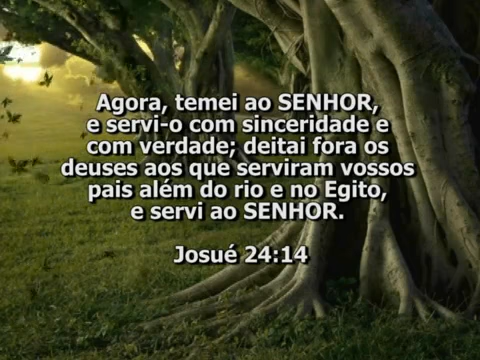 Agora, temei ao SENHOR,
e servi-o com sinceridade e
com verdade; deitai fora os
deuses aos que serviram vossos
pais além do rio e no Egito,
e servi ao SENHOR.
Josué 24:14